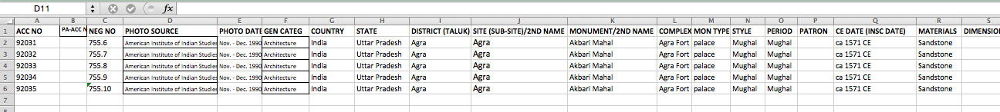 D11 fx
A B C D E F G H I J K L M N O P Q R S
1 ACC NO PA-ACC N NEG NO PHOTO SOURCE PHOTO DATE GEN CATEG COUNTRY STATE DISTRICT (TALUK) SITE (SUB-SITE)/2ND NAME MONUMENT/2ND NAME COMPLEX MON TYPE STYLE PERIOD PATRON CE DATE (INSC DATE) MATERIALS DIMENSIO
2 92031 755.6 American Institute of Indian Studies Nov. - Dec. 1990 Architecture India Uttar Pradesh Agra Agra Akbari Mahal Agra Fort palace Mughal Mughal ca 1571 CE Sandstone
3 92032 755.7 American Institute of Indian Studies Nov. - Dec. 1990 Architecture India Uttar Pradesh Agra Agra Akbari Mahal Agra Fort palace Mughal Mughal ca 1571 CE Sandstone
4 92033 755.8 American Institute of Indian Studies Nov. - Dec. 1990 Architecture India Uttar Pradesh Agra Agra Akbari Mahal Agra Fort palace Mughal Mughal ca 1571 CE Sandstone
5 92034 755.9 American Institute of Indian Studies Nov. - Dec. 1990 Architecture India Uttar Pradesh Agra Agra Akbari Mahal Agra Fort palace Mughal Mughal ca 1571 CE Sandstone
6 92035 755.10 American Institute of Indian Studies Nov. - Dec. 1990 Architecture India Uttar Pradesh Agra Agra Akbari Mahal Agra Fort palace Mughal Mughal ca 1571 CE Sandstone
7